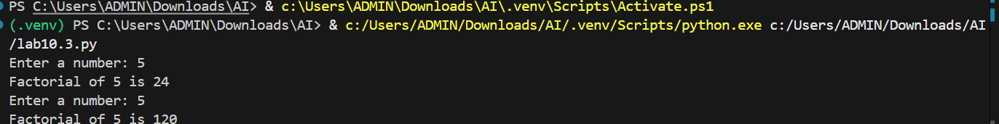 PS C:\Users\ADMIN\Downloads\AI> & c:\Users\ADMIN\Downloads\AI\.venv\Scripts\Activate.ps1
(.venv) PS C:\Users\ADMIN\Downloads\AI> & c:/Users/ADMIN/Downloads/AI/.venv/Scripts/python.exe c:/Users/ADMIN/Downloads/AI
/lab10.3.py
Enter a number: 5
Factorial of 5 is 24
Enter a number: 5
Factorial of 5 is 120